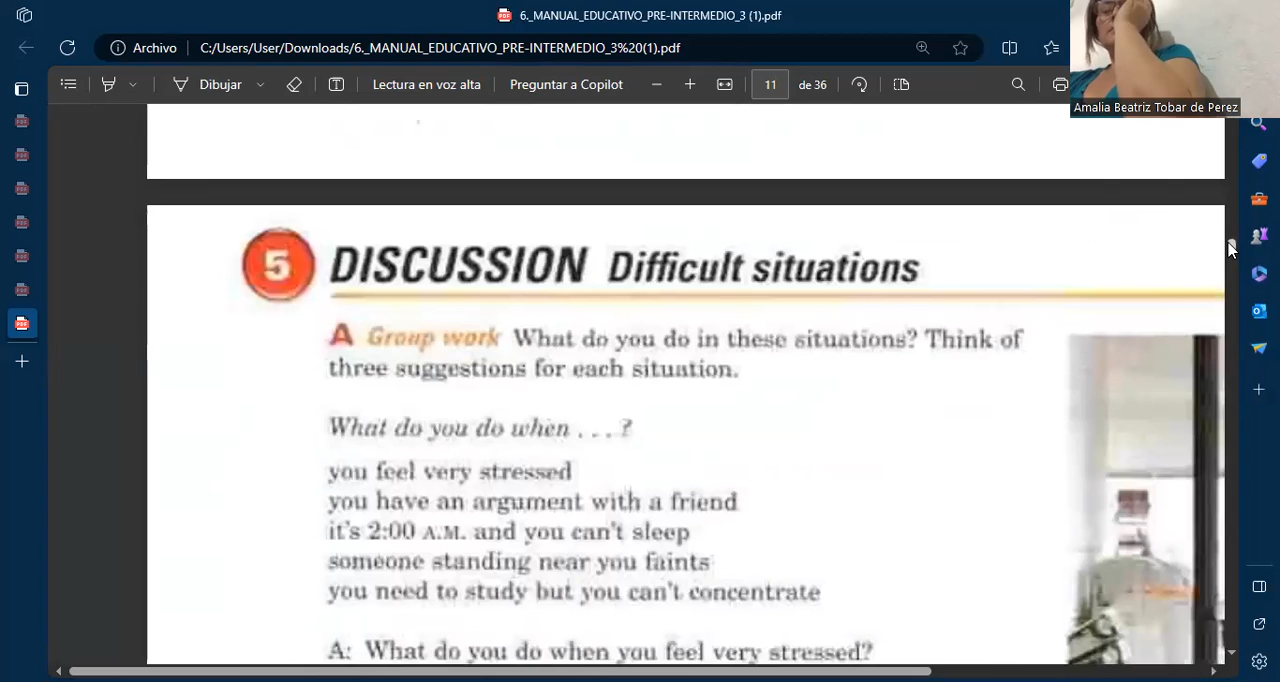 6._MANUAL_EDUCATIVO_PRE-INTERMEDIO_3 (1).pdf
Archivo C:/Users/User/Downloads/6._MANUAL_EDUCATIVO_PRE-INTERMEDIO_3%20(1).pdf
Dibujar Lectura en voz alta Preguntar a Copilot 11 de 36
Amalia Beatriz Tobar de Perez
5 DISCUSSION Difficult situations
A Group work What do you do in these situations? Think of
three suggestions for each situation.
What do you do when . . . ?
you feel very stressed
you have an argument with a friend
it's 2:00 A.M. and you can't sleep
someone standing near you faints
you need to study but you can't concentrate
A: What do you do when you feel very stressed?